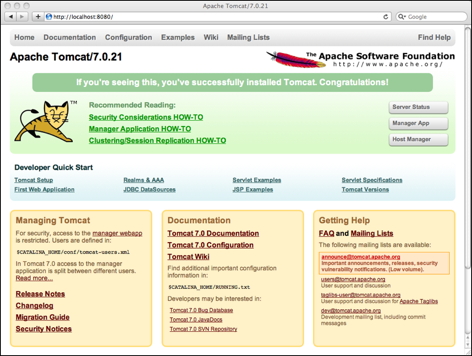 Apache Tomcat/7.0.21
http://localhost:8080/
Google
Home Documentation Configuration Examples Wiki Mailing Lists Find Help
Apache Tomcat/7.0.21
The Apache Software Foundation
http://www.apache.org/
If you're seeing this, you've successfully installed Tomcat. Congratulations!
TM
Recommended Reading:
Security Considerations HOW-TO
Manager Application HOW-TO
Clustering/Session Replication HOW-TO
Server Status
Manager App
Host Manager
Developer Quick Start
Tomcat Setup Realms & AAA Servlet Examples Servlet Specifications
First Web Application JDBC DataSources JSP Examples Tomcat Versions
Managing Tomcat
For security, access to the manager webapp
is restricted. Users are defined in:
$CATALINA_HOME/conf/tomcat-users.xml
In Tomcat 7.0 access to the manager
application is split between different users.
Read more...
Release Notes
Changelog
Migration Guide
Security Notices
Documentation
Tomcat 7.0 Documentation
Tomcat 7.0 Configuration
Tomcat Wiki
Find additional important configuration
information in:
$CATALINA_HOME/RUNNING.txt
Developers may be interested in:
Tomcat 7.0 Bug Database
Tomcat 7.0 JavaDocs
Tomcat 7.0 SVN Repository
Getting Help
FAQ and Mailing Lists
The following mailing lists are available:
announce@tomcat.apache.org
Important announcements, releases, security
vulnerability notifications. (Low volume).
users@tomcat.apache.org
User support and discussion
taglibs-user@tomcat.apache.org
User support and discussion for Apache Taglibs
dev@tomcat.apache.org
Development mailing list, including commit
messages